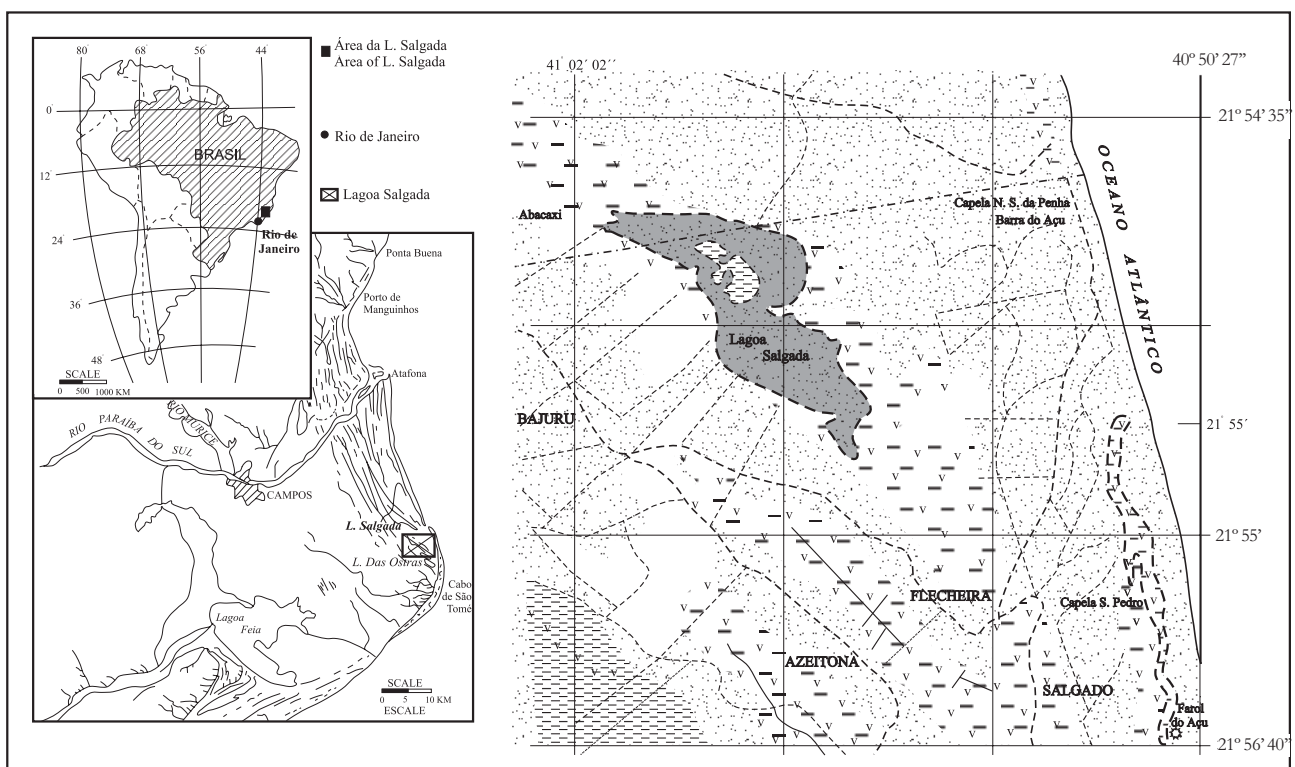 80°
68°
56°
44°
0°
12°
24°
36°
48°
BRASIL
Rio de
Janeiro
SCALE
0 500 1000 KM
Área da L. Salgada
Area of L. Salgada
Rio de Janeiro
Lagoa Salgada
Ponta Buena
Porto de
Manguinhos
Atafona
RIO PARAÍBA DO SUL
CAMPOS
L. Salgada
L. Das Ostras
Cabo
de São
Tomé
Lagoa
Feia
SCALE
0 5 10 KM
ESCALE
41° 02' 02''
40° 50' 27”
21° 54' 35”
OCEANO ATLÂNTICO
Capela N. S. da Penha
Barra do Açu
Abacaxi
Lagoa
Salgada
BAJURU
21° 55'
21° 55'
FLECHEIRA
Capela S. Pedro
AZEITONA
SALGADO
Farol
do Açu
21° 56' 40”